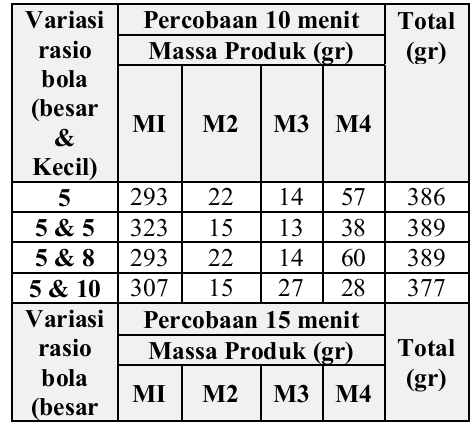 Variasi rasio bola (besar & Kecil) Percobaan 10 menit Total (gr)
Massa Produk (gr)
MI M2 M3 M4
5 293 22 14 57 386
5 & 5 323 15 13 38 389
5 & 8 293 22 14 60 389
5 & 10 307 15 27 28 377
Variasi rasio bola (besar Percobaan 15 menit Total (gr)
Massa Produk (gr)
MI M2 M3 M4